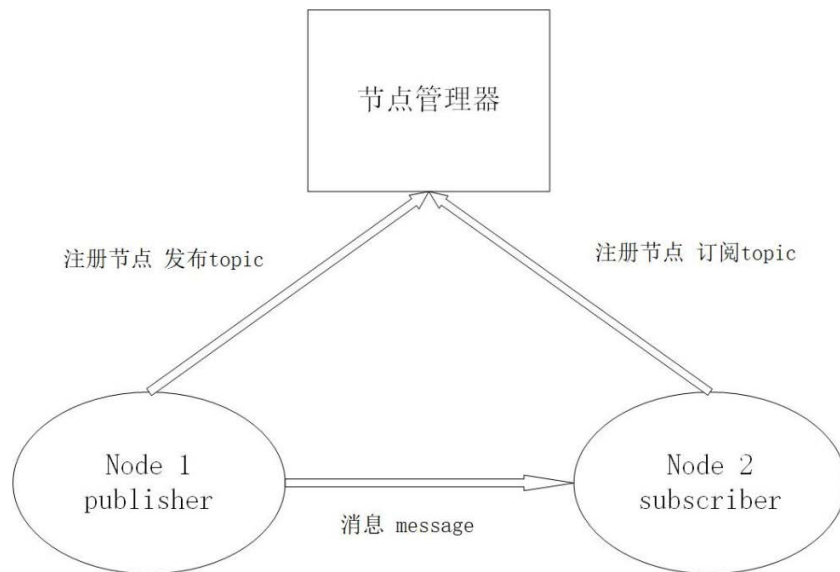 节点管理器
注册节点 发布topic
注册节点 订阅topic
Node 1
publisher
Node 2
subscriber
消息 message